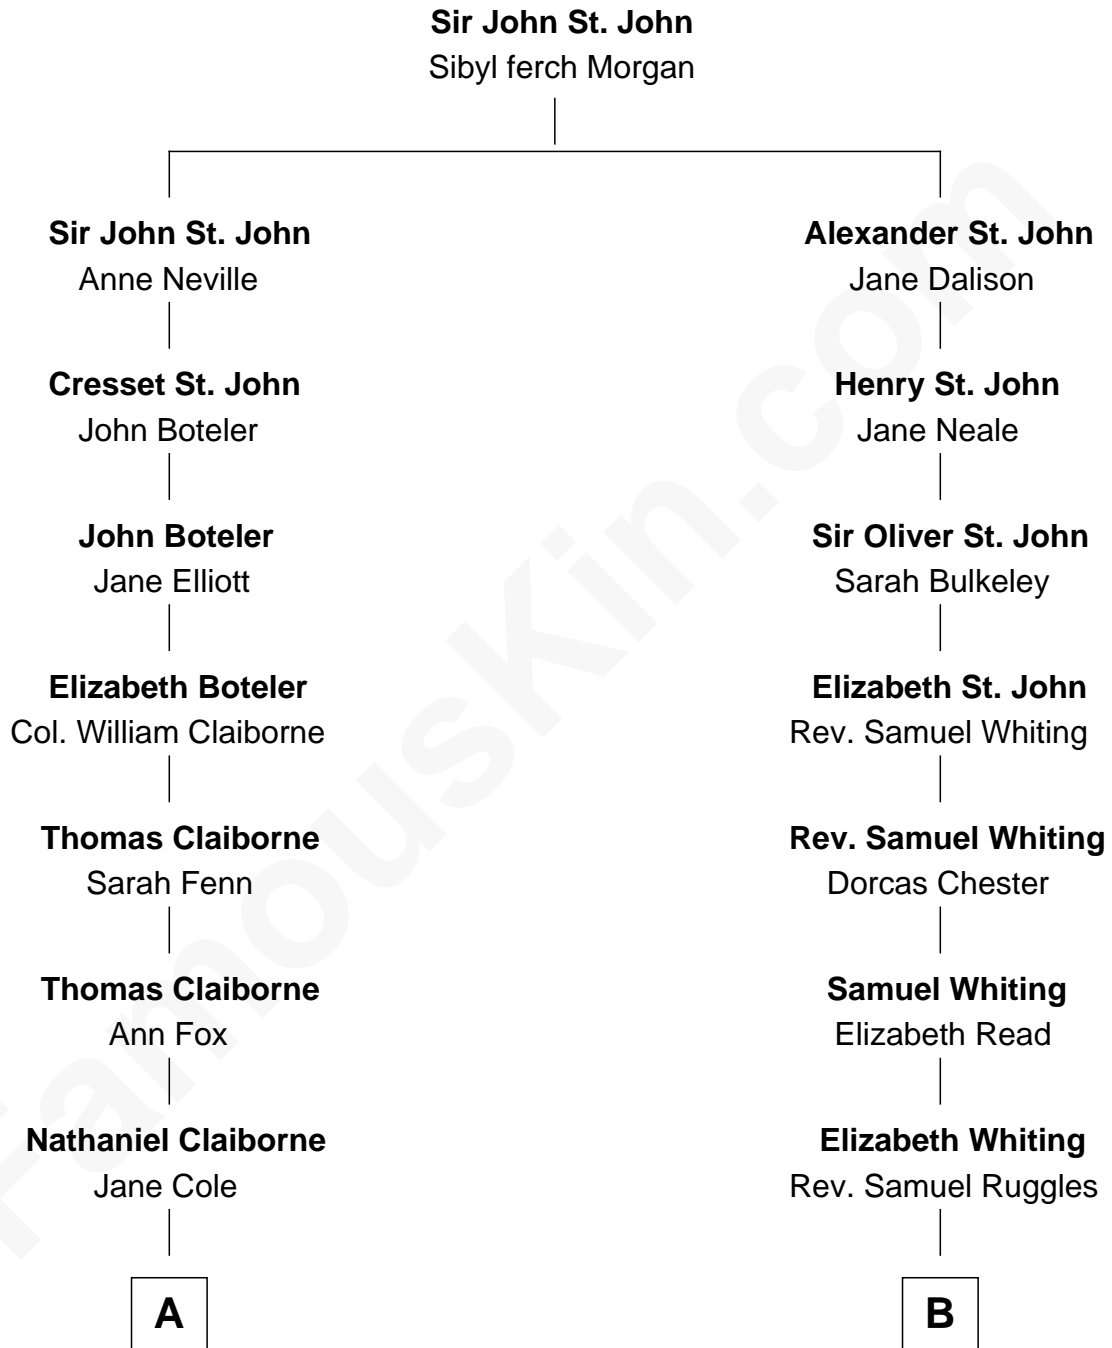 Sir John St. John
Sibyl ferch Morgan
Sir John St. John
Anne Neville
Alexander St. John
Jane Dalison
Cresset St. John
John Boteler
Henry St. John
Jane Neale
John Boteler
Jane Elliott
Sir Oliver St. John
Sarah Bulkeley
Elizabeth Boteler
Col. William Claiborne
Elizabeth St. John
Rev. Samuel Whiting
Thomas Claiborne
Sarah Fenn
Rev. Samuel Whiting
Dorcas Chester
Thomas Claiborne
Ann Fox
Samuel Whiting
Elizabeth Read
Nathaniel Claiborne
Jane Cole
Elizabeth Whiting
Rev. Samuel Ruggles
A
B
FamousKin.com